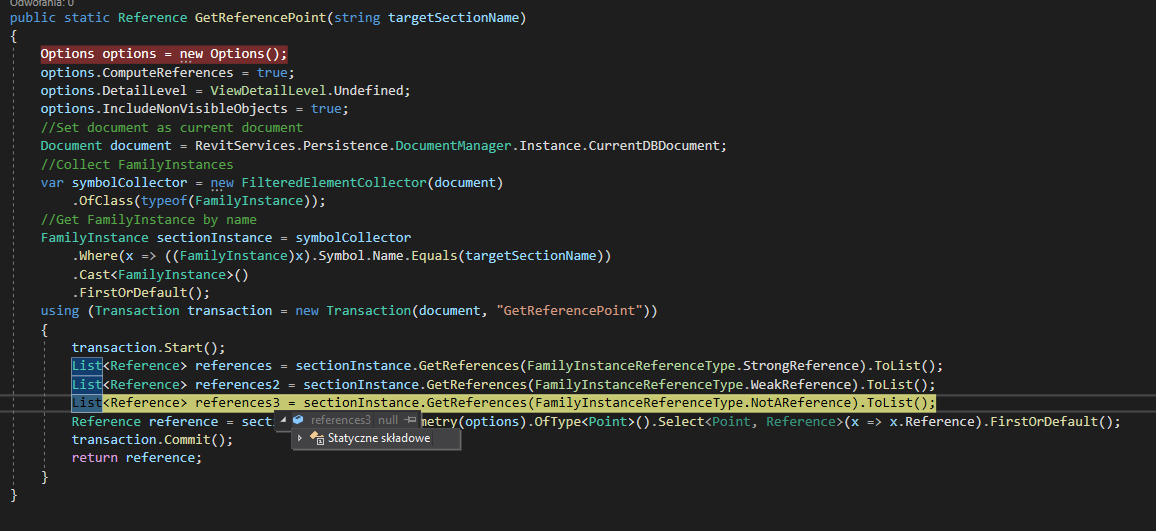 Odwołania: 0
public static Reference GetReferencePoint(string targetSectionName)
{
Options options = new Options();
options.ComputeReferences = true;
options.DetailLevel = ViewDetailLevel.Undefined;
options.IncludeNonVisibleObjects = true;
//Set document as current document
Document document = RevitServices.Persistence.DocumentManager.Instance.CurrentDBDocument;
//Collect FamilyInstances
var symbolCollector = new FilteredElementCollector(document)
.OfClass(typeof(FamilyInstance));
//Get FamilyInstance by name
FamilyInstance sectionInstance = symbolCollector
.Where(x => ((FamilyInstance)x).Symbol.Name.Equals(targetSectionName))
.Cast<FamilyInstance>()
.FirstOrDefault();
using (Transaction transaction = new Transaction(document, "GetReferencePoint"))
{
transaction.Start();
List<Reference> references = sectionInstance.GetReferences(FamilyInstanceReferenceType.StrongReference).ToList();
List<Reference> references2 = sectionInstance.GetReferences(FamilyInstanceReferenceType.WeakReference).ToList();
List<Reference> references3 = sectionInstance.GetReferences(FamilyInstanceReferenceType.NotAReference).ToList();
Reference reference = secti references3 null metry(options).OfType<Point>().Select<Point, Reference>(x => x.Reference).FirstOrDefault();
transaction.Commit(); Statyczne składowe
return reference;
}
}